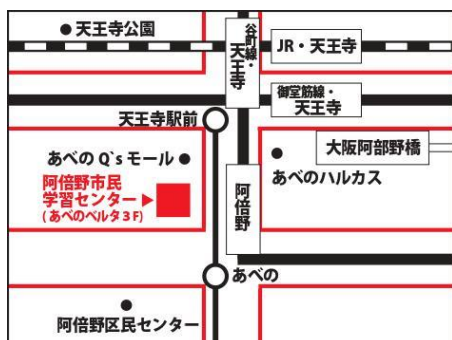 天王寺公園
谷町線・
天王寺
JR・天王寺
御堂筋線・
天王寺
天王寺駅前
あべのQ`sモール
大阪阿部野橋
あべのハルカス
阿倍野市民
学習センター
(あべのベルタ3F)
阿倍野
あべの
阿倍野区民センター